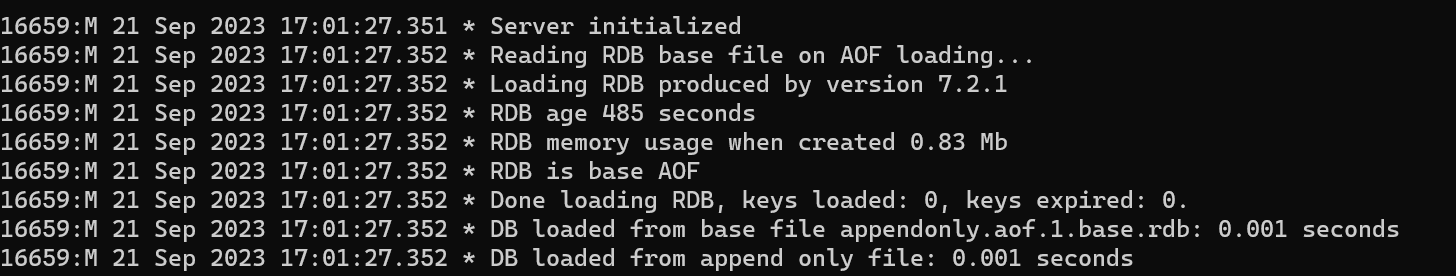 16659:M 21 Sep 2023 17:01:27.351 * Server initialized
16659:M 21 Sep 2023 17:01:27.352 * Reading RDB base file on AOF loading...
16659:M 21 Sep 2023 17:01:27.352 * Loading RDB produced by version 7.2.1
16659:M 21 Sep 2023 17:01:27.352 * RDB age 485 seconds
16659:M 21 Sep 2023 17:01:27.352 * RDB memory usage when created 0.83 Mb
16659:M 21 Sep 2023 17:01:27.352 * RDB is base AOF
16659:M 21 Sep 2023 17:01:27.352 * Done loading RDB, keys loaded: 0, keys expired: 0.
16659:M 21 Sep 2023 17:01:27.352 * DB loaded from base file appendonly.aof.1.base.rdb: 0.001 seconds
16659:M 21 Sep 2023 17:01:27.352 * DB loaded from append only file: 0.001 seconds